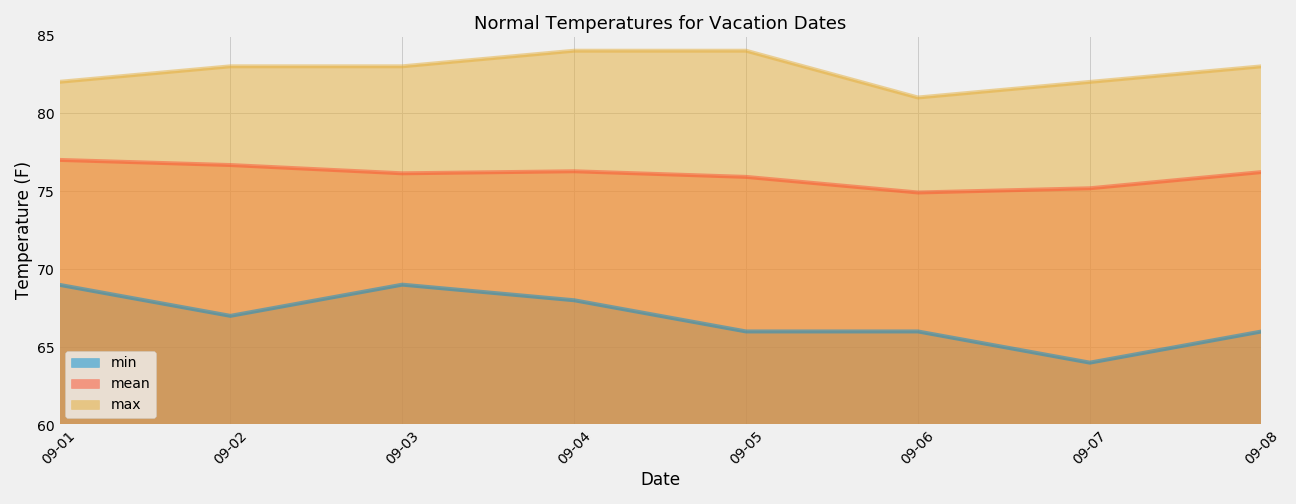 Normal Temperatures for Vacation Dates
85
80
75
70
65
60
Temperature (F)
min
mean
max
09-01
09-02
09-03
09-04
09-05
09-06
09-07
09-08
Date